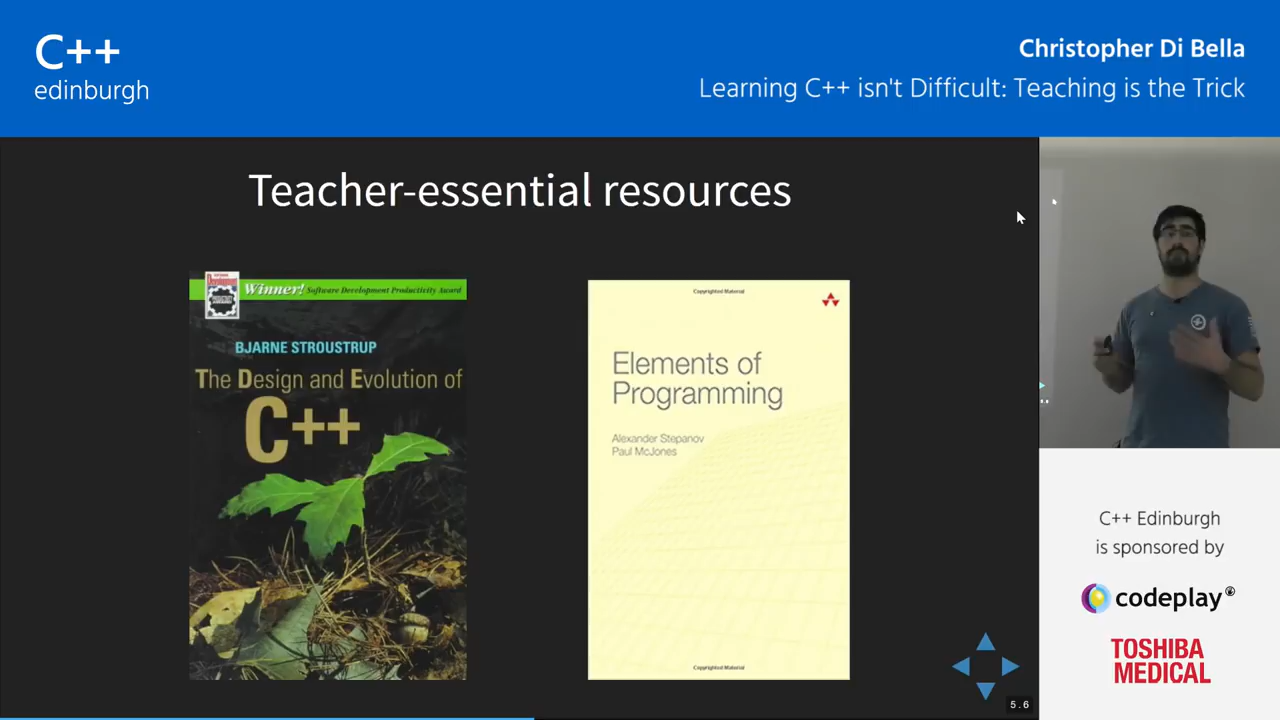 C++
edinburgh
Christopher Di Bella
Learning C++ isn't Difficult: Teaching is the Trick
Teacher-essential resources
Winner! Software Development Productivity Award
BJARNE STROUSTRUP
The Design and Evolution of
C++
Copyrighted Material
Elements of
Programming
Alexander Stepanov
Paul McJones
Copyrighted Material
5.6
C++ Edinburgh
is sponsored by
codeplay
TOSHIBA
MEDICAL